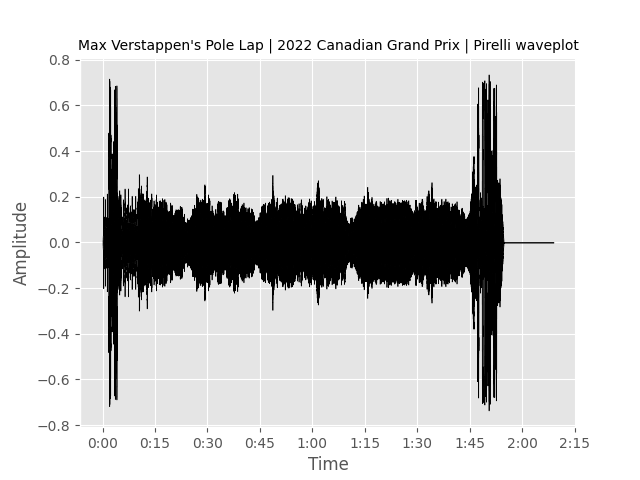 Max Verstappen's Pole Lap | 2022 Canadian Grand Prix | Pirelli waveplot
0.8
0.6
0.4
0.2
0.0
−0.2
−0.4
−0.6
−0.8
Amplitude
0:00 0:15 0:30 0:45 1:00 1:15 1:30 1:45 2:00 2:15
Time